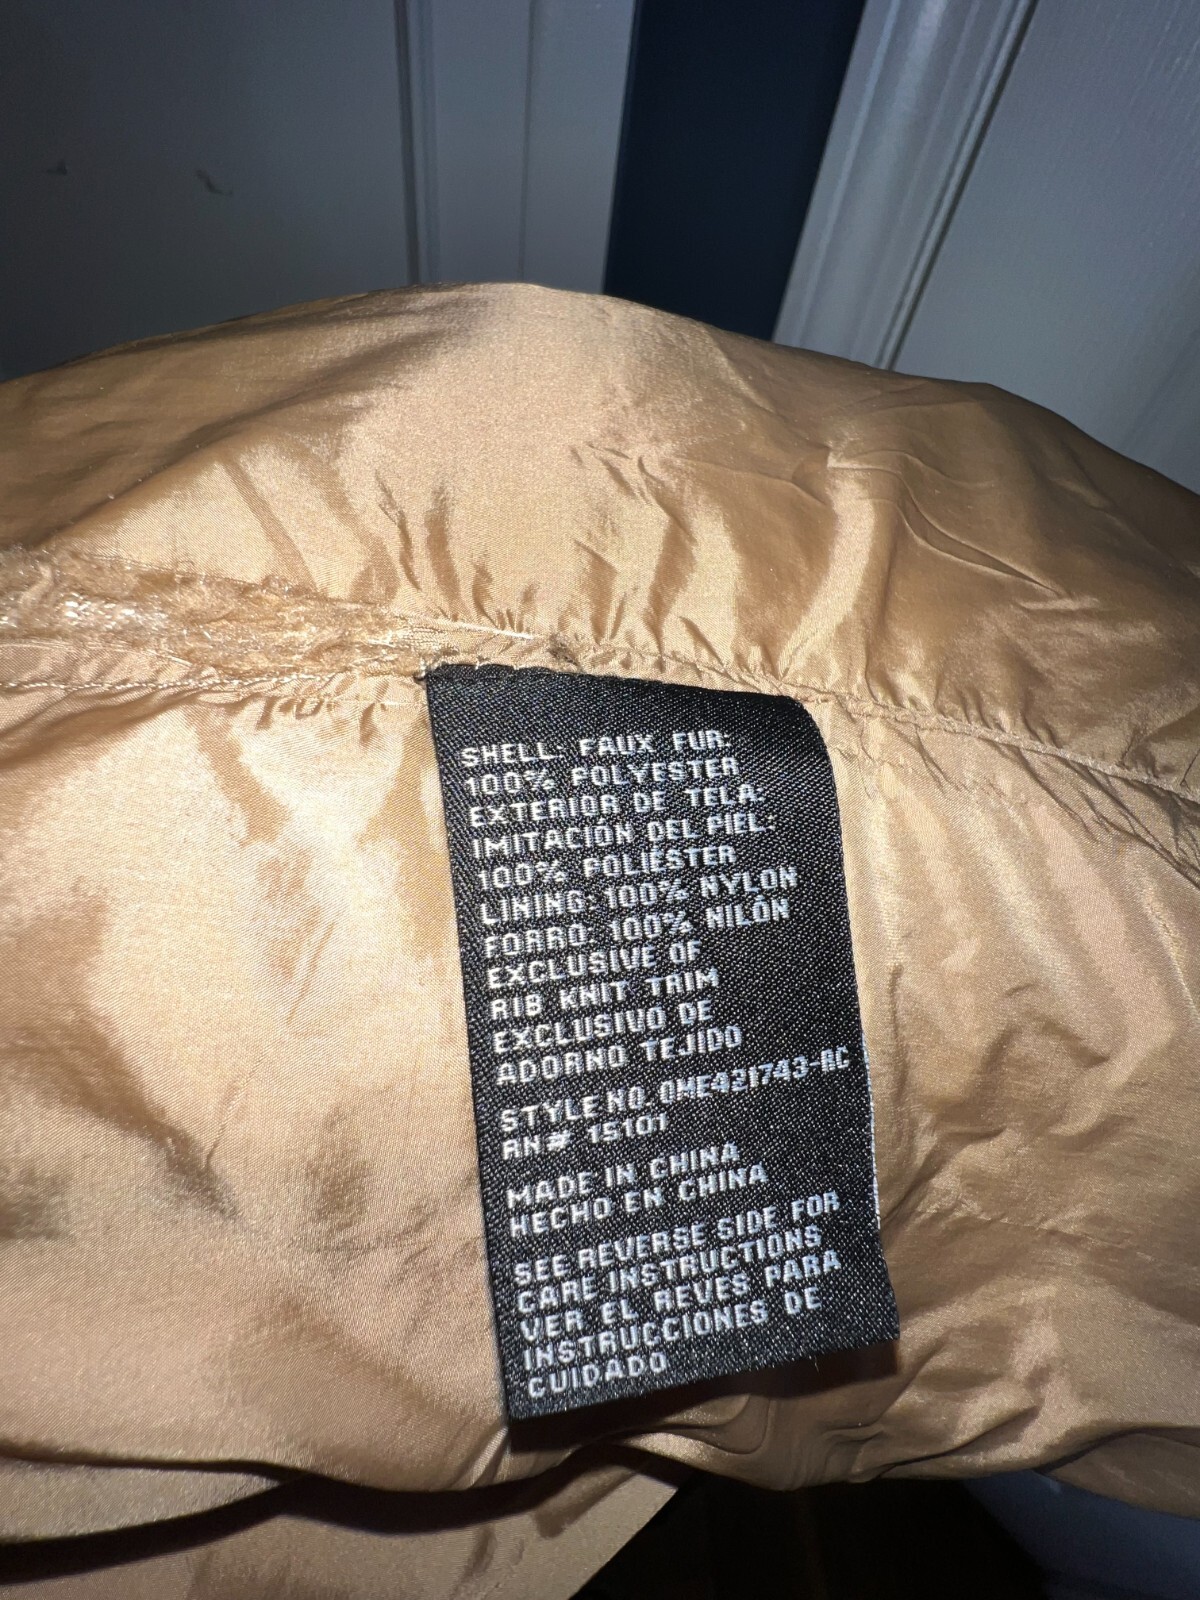 SHELL: FAUX FUR:
100% POLYESTER
EXTERIOR DE TELA:
IMITACIÓN DEL PIEL:
100% POLIESTER
LINING: 100% NYLON
FORRO: 100% NILÓN
EXCLUSIVE OF
RIB KNIT TRIM
EXCLUSIVO DE
ADORNO TEJIDO
STYLE NO. OME421743-RC
RN# 15101
MADE IN CHINA
HECHO EN CHINA
SEE REVERSE SIDE FOR
CARE INSTRUCTIONS
VER EL REVES PARA
INSTRUCCIONES DE
CUIDADO